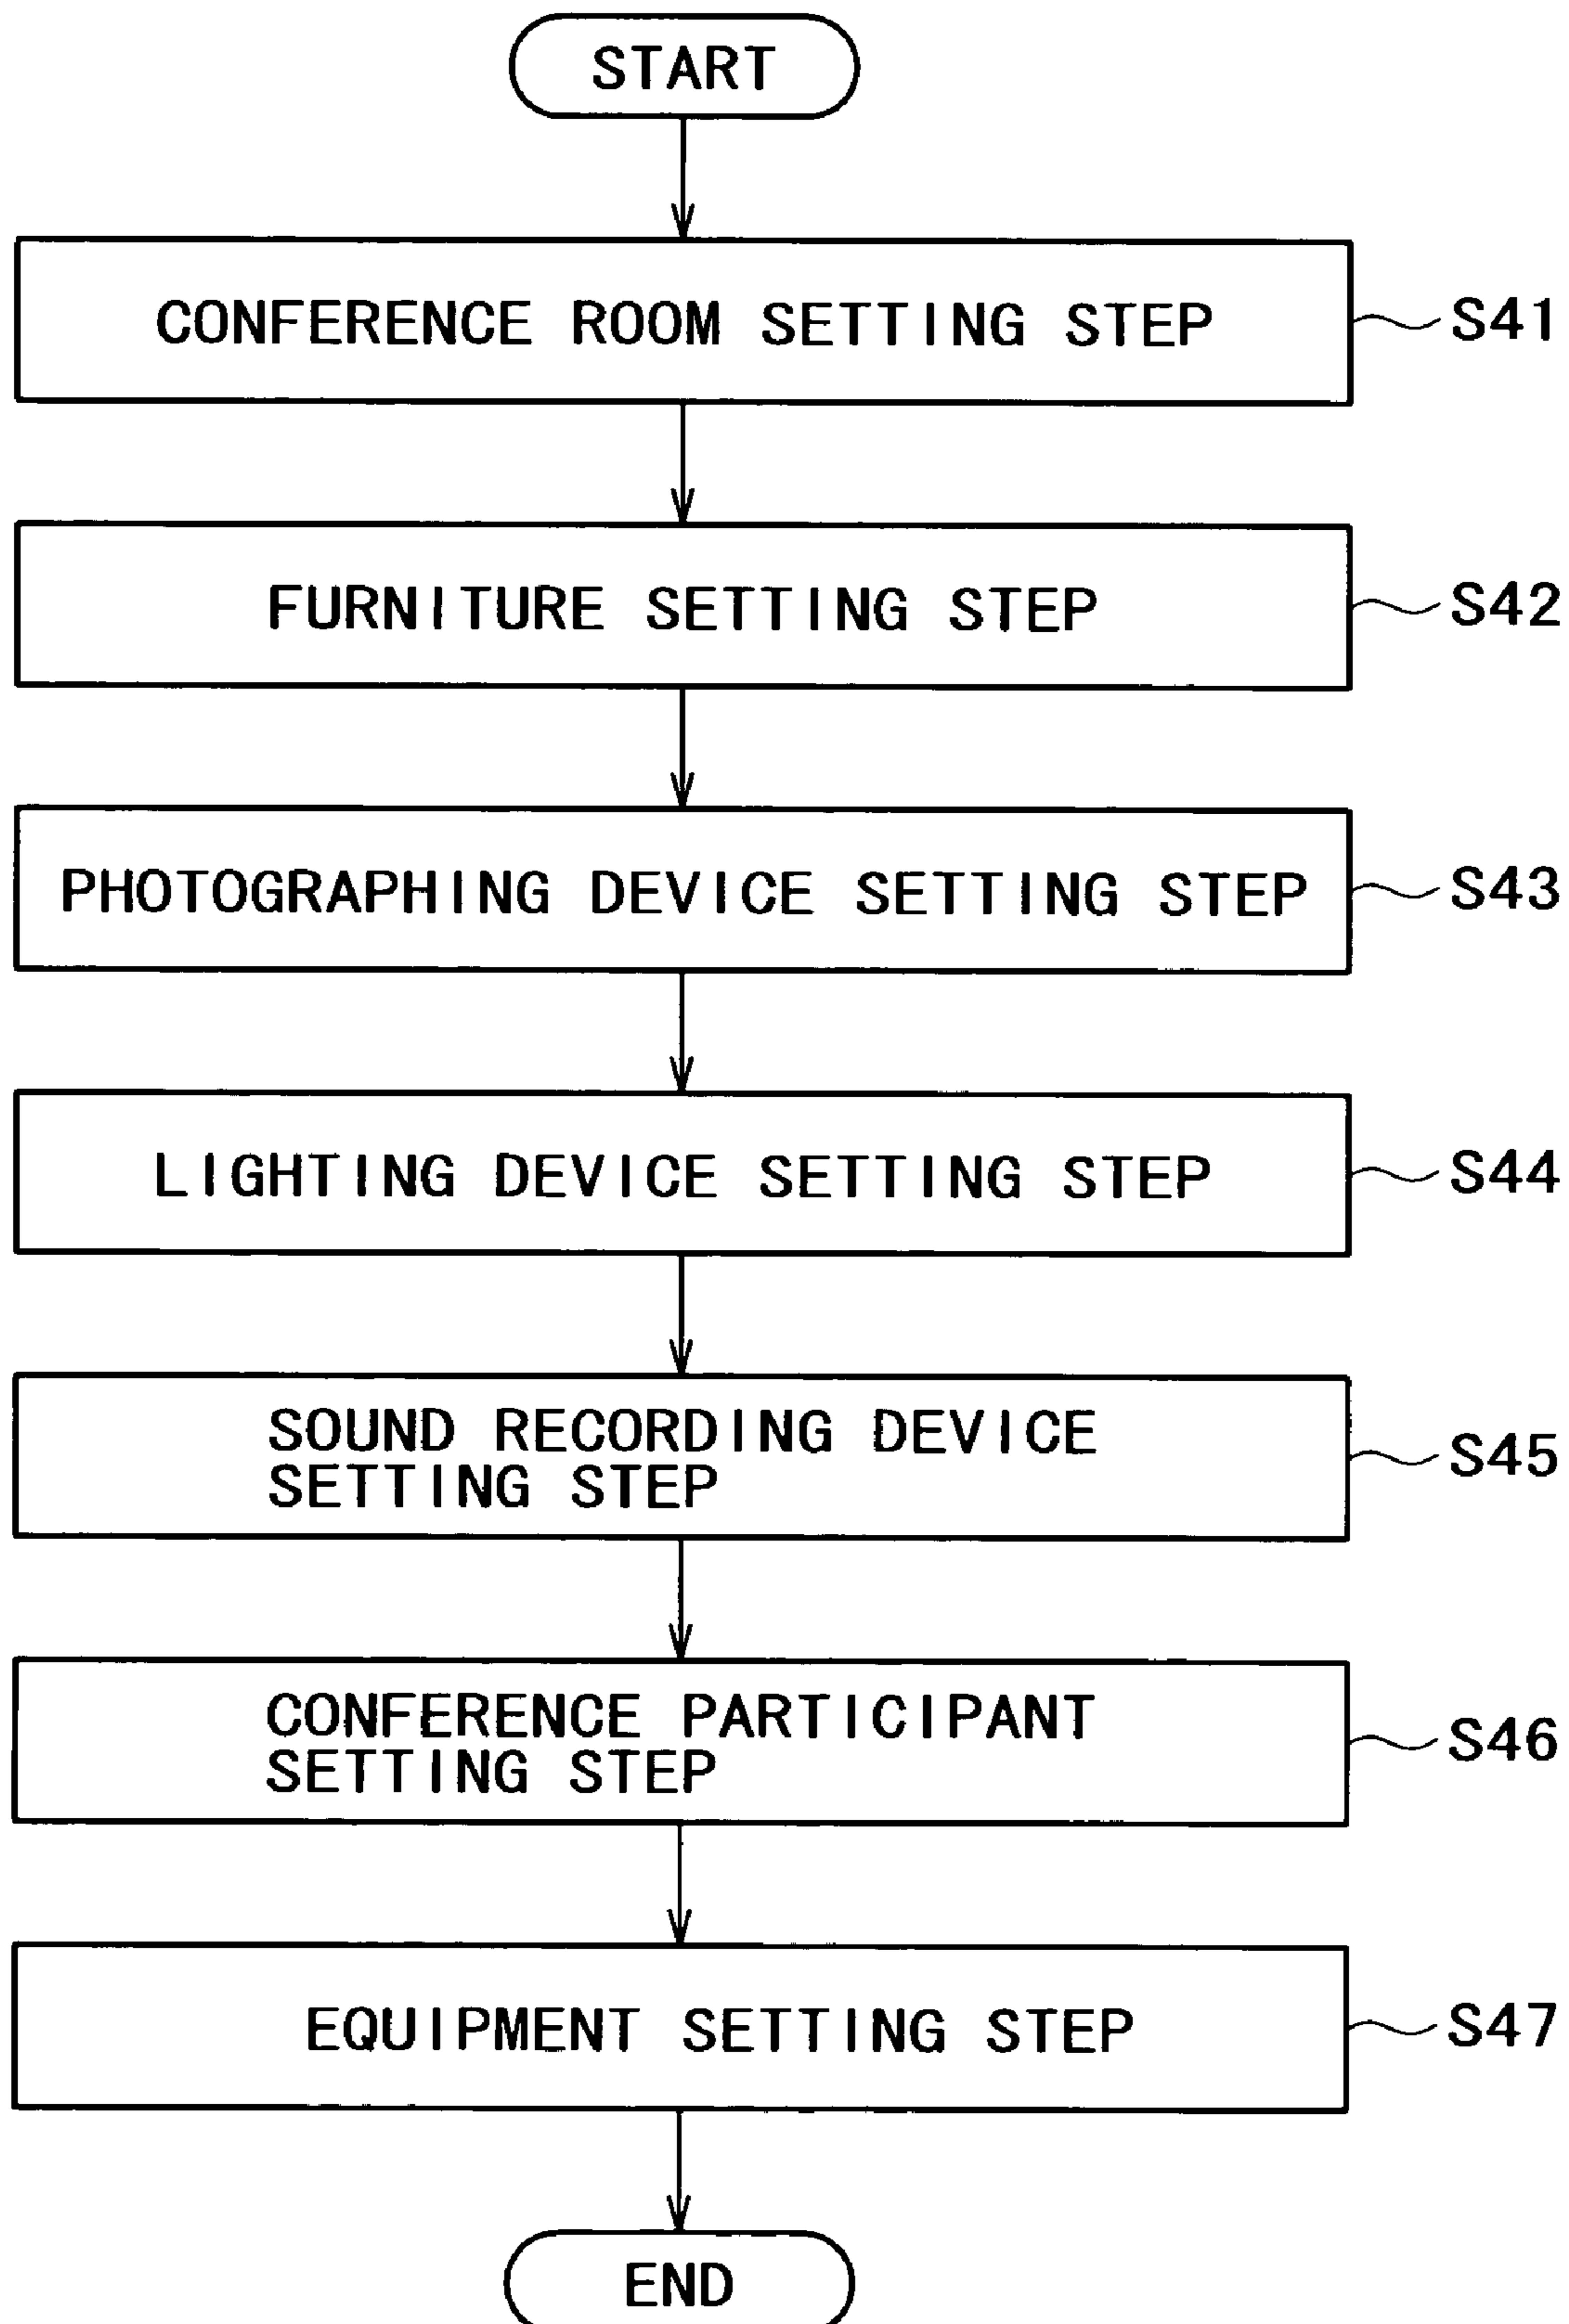 START
CONFERENCE ROOM SETTING STEP
S41
FURNITURE SETTING STEP
S42
PHOTOGRAPHING DEVICE SETTING STEP
S43
LIGHTING DEVICE SETTING STEP
S44
SOUND RECORDING DEVICE
SETTING STEP
S45
CONFERENCE PARTICIPANT
SETTING STEP
S46
EQUIPMENT SETTING STEP
S47
END